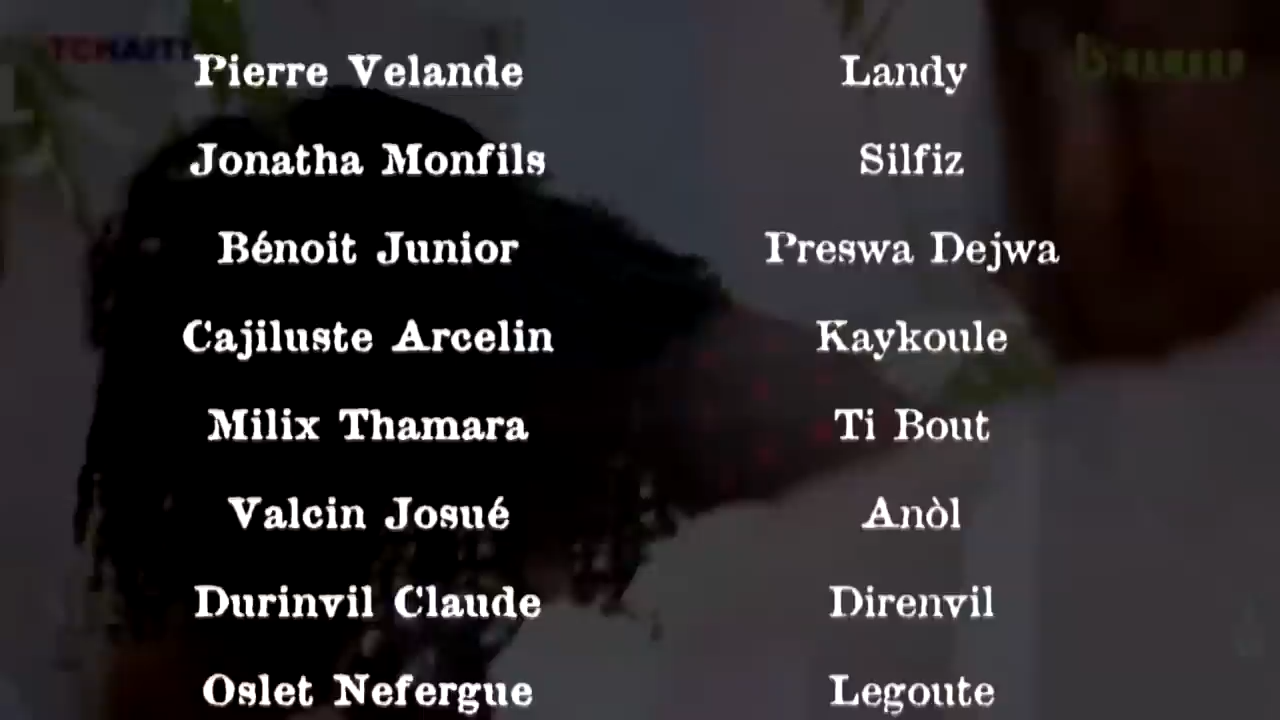 TCHAITI
Pierre Velande Landy
Jonatha Monfils Silfiz
Bénoit Junior Preswa Dejwa
Cajiluste Arcelin Kaykoule
Milix Thamara Ti Bout
Valcin Josué Anòl
Durinvil Claude Direnvil
Oslet Nefergue Legoute